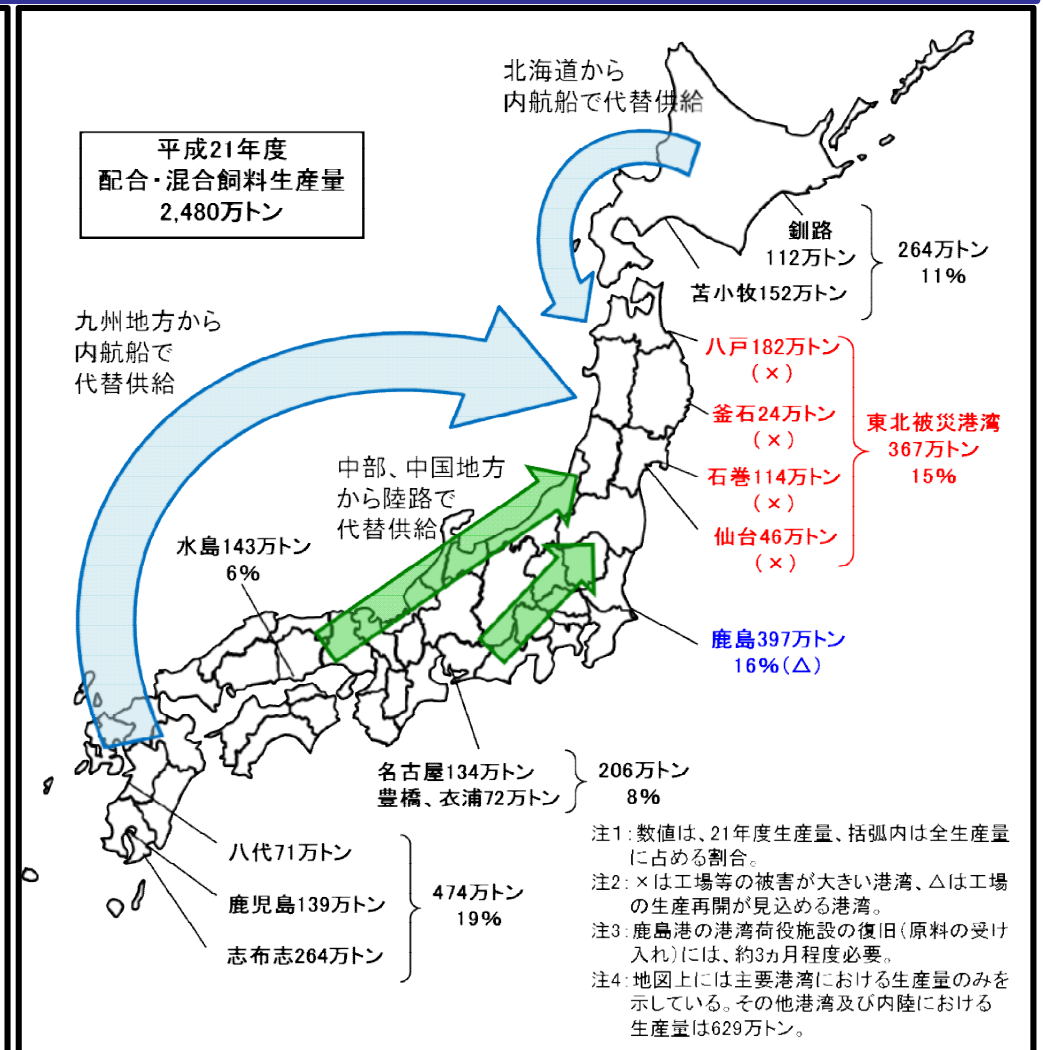 北海道から
内航船で代替供給
平成21年度
配合・混合飼料生産量
2,480万トン
釧路
112万トン
苫小牧152万トン
264万トン
11%
九州地方から
内航船で
代替供給
八戸182万トン
(×)
釜石24万トン
(×)
石巻114万トン
(×)
仙台46万トン
(×)
東北被災港湾
367万トン
15%
中部、中国地方
から陸路で
代替供給
水島143万トン
6%
鹿島397万トン
16%(△)
名古屋134万トン
豊橋、衣浦72万トン
206万トン
8%
八代71万トン
鹿児島139万トン
志布志264万トン
474万トン
19%
注1:数値は、21年度生産量、括弧内は全生産量
に占める割合。
注2:×は工場等の被害が大きい港湾、△は工場
の生産再開が見込める港湾。
注3:鹿島港の港湾荷役施設の復旧(原料の受け
入れ)には、約3ヵ月程度必要。
注4:地図上には主要港湾における生産量のみを
示している。その他港湾及び内陸における
生産量は629万トン。